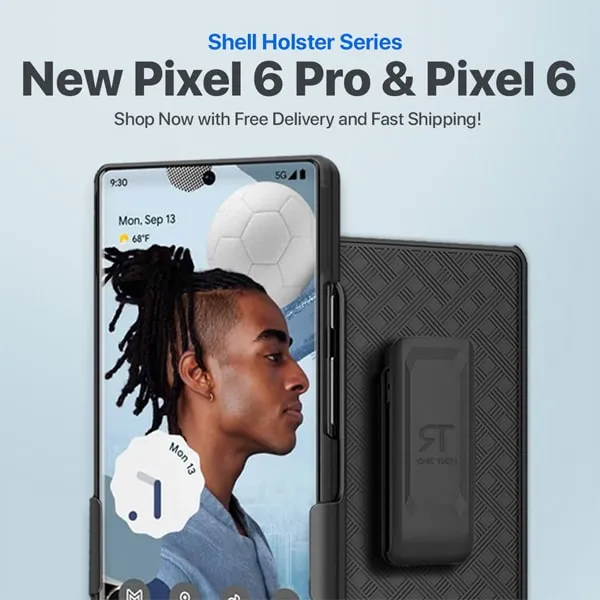 Shell Holster Series
New Pixel 6 Pro & Pixel 6
Shop Now with Free Delivery and Fast Shipping!
9:30
5G
Mon, Sep 13
68°F
Mon 13
RT